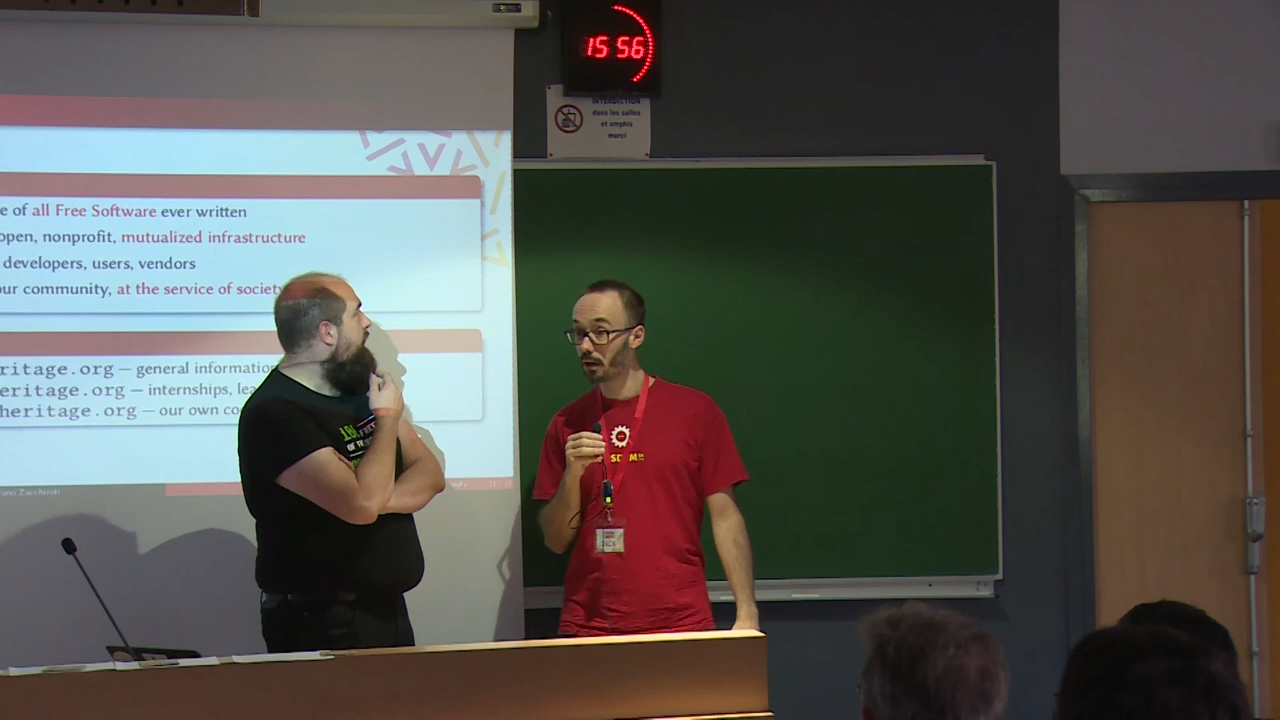 15 56
INTERDICTION
dans les salles
et amphis
merci
e of all Free Software ever written
open, nonprofit, mutualized infrastructure
developers, users, vendors
our community, at the service of society
ritage.org — general information
eritage.org — internships, lea
heritage.org — our own co